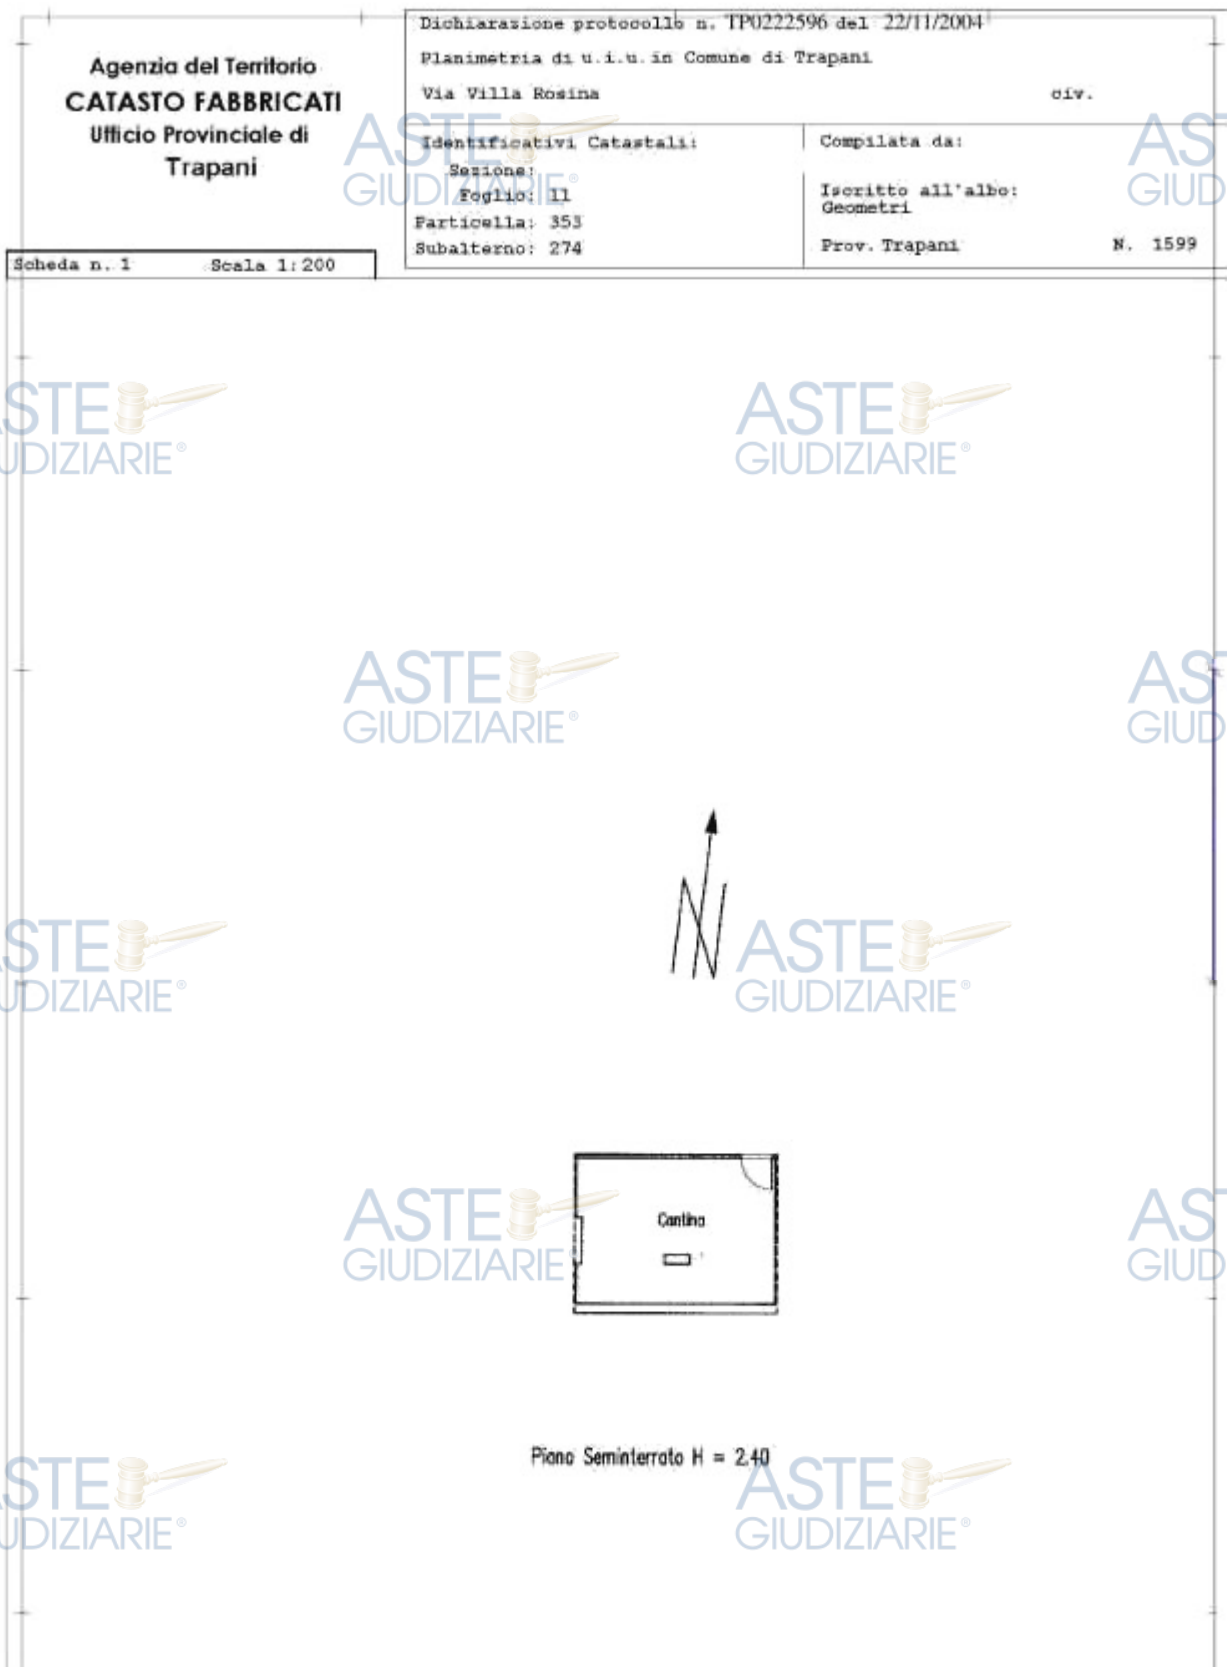 Agenzia del Territorio
CATASTO FABBRICATI
Ufficio Provinciale di
Trapani
Scheda n. 1 Scala 1:200
Dichiarazione protocollo n. TP0222596 del 22/11/2004
Planimetria di u.i.u. in Comune di Trapani
Via Villa Rosina civ.
Identificativi Catastali:
Sezione:
Foglio: 11
Particella: 353
Subalterno: 274
Compilata da:
Iscritto all'albo:
Geometri
Prov. Trapani N. 1599
ASTE
GIUDIZIARIE®
N
Cantina
Piano Seminterrato H = 2.40